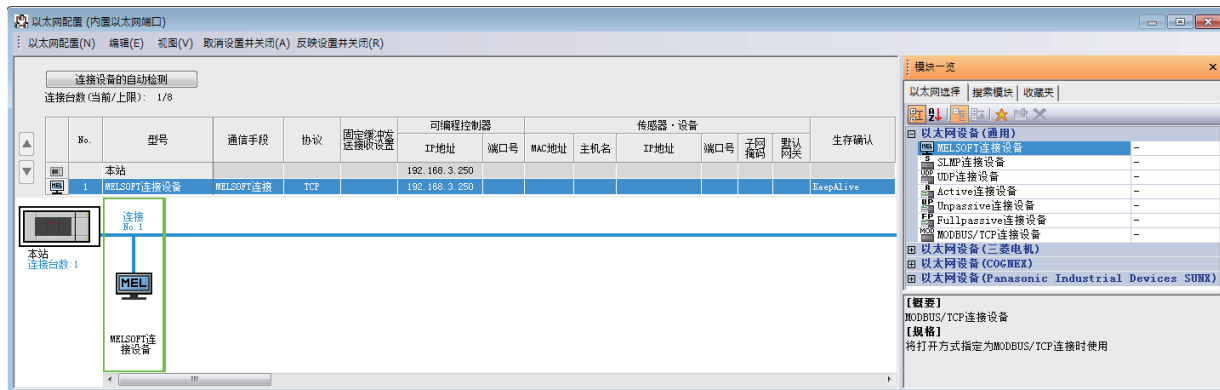 以太网配置 (内置以太网端口)
以太网配置(N) 编辑(E) 视图(V) 取消设置并关闭(A) 反映设置并关闭(R)
连接设备的自动检测
连接台数(当前/上限): 1/8
可编程控制器 传感器・设备
No. 型号 通信手段 协议 固定缓冲发送接收设置 IP地址 端口号 MAC地址 主机名 IP地址 端口号 子网掩码 默认网关 生存确认
本站 192.168.3.250
1 MELSOFT连接设备 MELSOFT连接 TCP 192.168.3.250 KeepAlive
连接
No.1
本站
连接台数:1
MEL
MELSOFT连
接设备
模块一览
以太网选择 搜索模块 收藏夹
以太网设备(通用)
MELSOFT连接设备 -
SLMP连接设备 -
UDP连接设备 -
Active连接设备 -
Unpassive连接设备 -
Fullpassive连接设备 -
MODBUS/TCP连接设备 -
以太网设备(三菱电机)
以太网设备(COGNEX)
以太网设备(Panasonic Industrial Devices SUNX)
[概要]
MODBUS/TCP连接设备
[规格]
将打开方式指定为MODBUS/TCP连接时使用